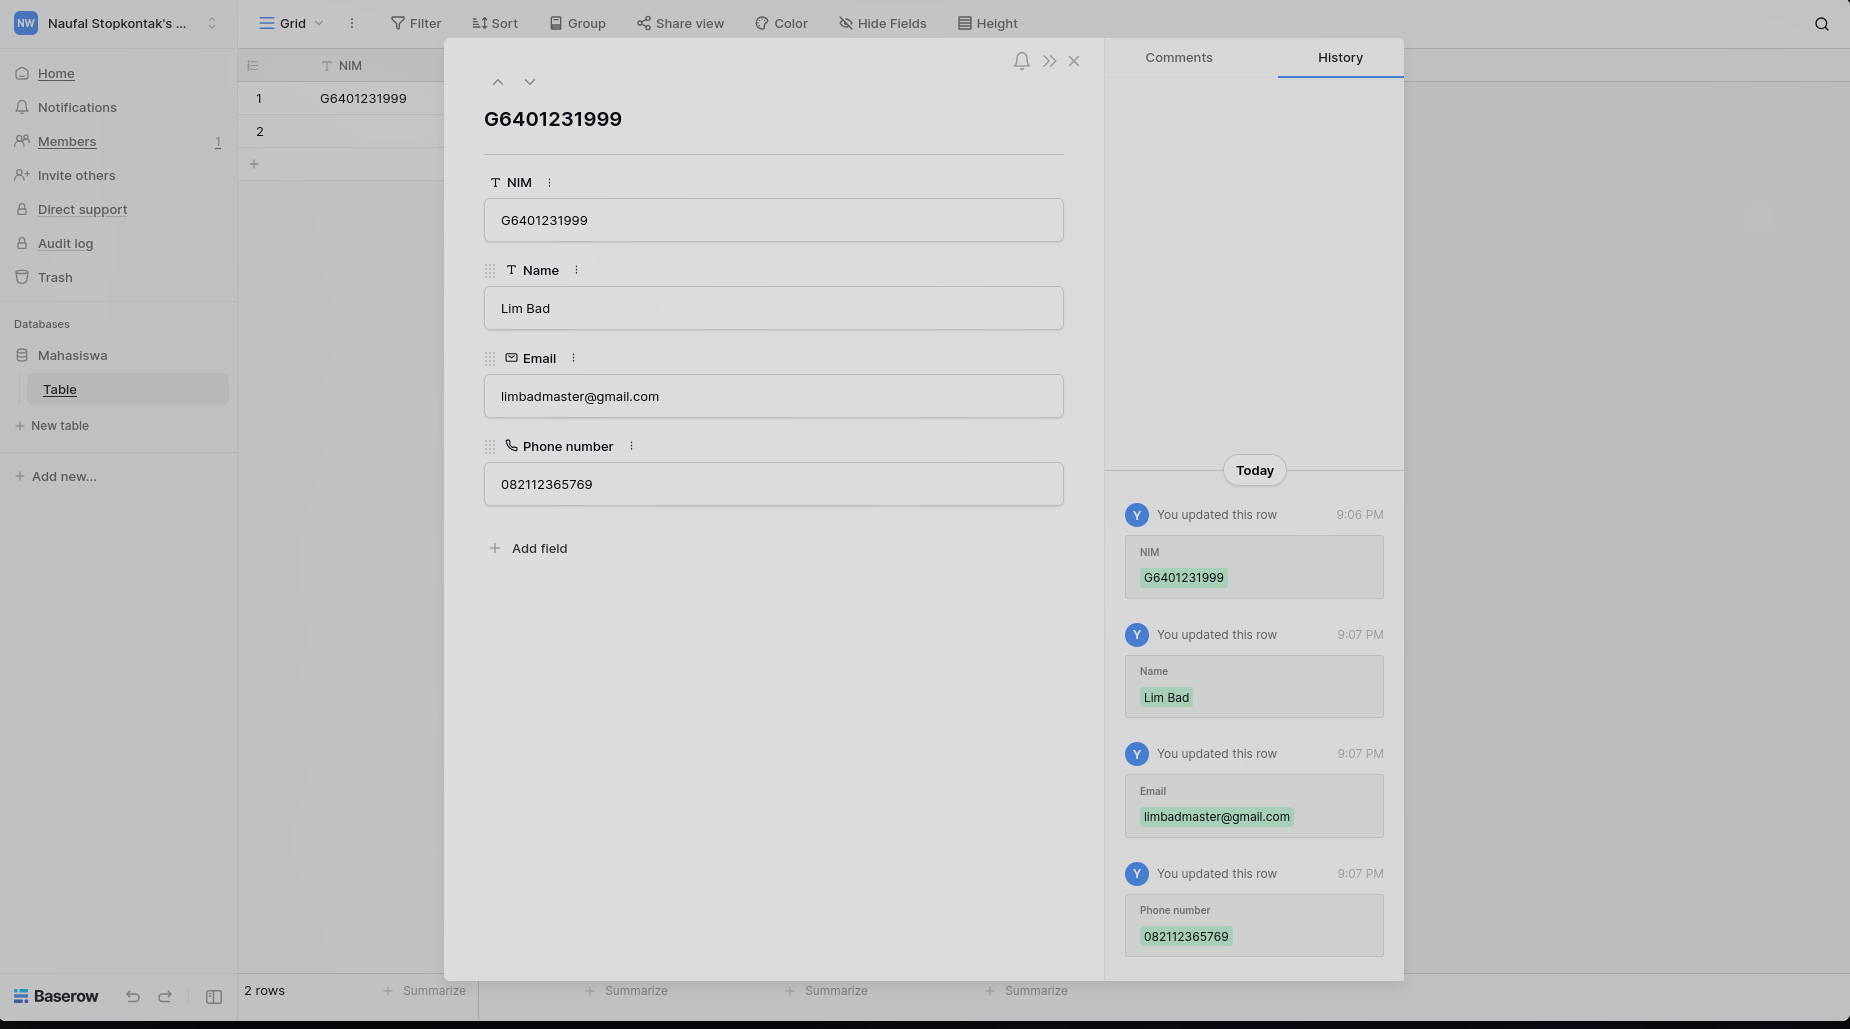 NW Naufal Stopkontak's ...
Home
Notifications
Members 1
Invite others
Direct support
Audit log
Trash
Databases
Mahasiswa
Table
+ New table
+ Add new...
Baserow
Grid Filter Sort Group Share view Color Hide Fields Height
NIM
1 G6401231999
2
+
2 rows + Summarize + Summarize + Summarize + Summarize
G6401231999
NIM
G6401231999
Name
Lim Bad
Email
limbadmaster@gmail.com
Phone number
082112365769
+ Add field
Comments History
Today
Y You updated this row 9:06 PM
NIM
G6401231999
Y You updated this row 9:07 PM
Name
Lim Bad
Y You updated this row 9:07 PM
Email
limbadmaster@gmail.com
Y You updated this row 9:07 PM
Phone number
082112365769